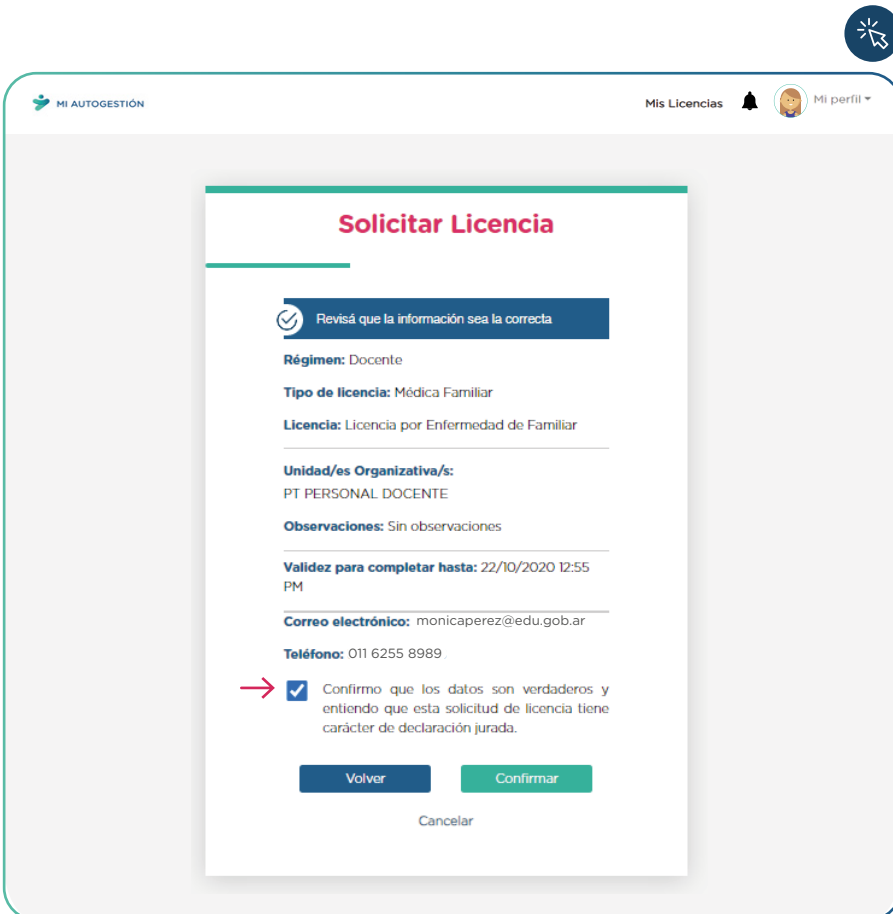 MI AUTOGESTIÓN
Mis Licencias
Mi perfil
Solicitar Licencia
Revisá que la información sea la correcta
Régimen: Docente
Tipo de licencia: Médica Familiar
Licencia: Licencia por Enfermedad de Familiar
Unidad/es Organizativa/s:
PT PERSONAL DOCENTE
Observaciones: Sin observaciones
Validez para completar hasta: 22/10/2020 12:55
PM
Correo electrónico: monicaperez@edu.gob.ar
Teléfono: 011 6255 8989
Confirmo que los datos son verdaderos y
entiendo que esta solicitud de licencia tiene
carácter de declaración jurada.
Volver
Confirmar
Cancelar